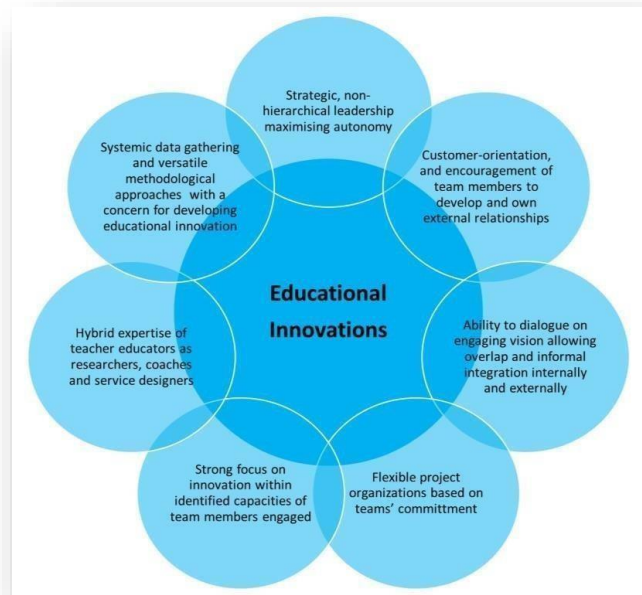 Strategic, non-
hierarchical leadership
maximising autonomy
Customer-orientation,
and encouragement of
team members to
develop and own
external relationships
Ability to dialogue on
engaging vision allowing
overlap and informal
integration internally
and externally
Flexible project
organizations based on
teams’ committment
Strong focus on
innovation within
identified capacities of
team members engaged
Hybrid expertise of
teacher educators as
researchers, coaches
and service designers
Systemic data gathering
and versatile
methodological
approaches with a
concern for developing
educational innovation
Educational
Innovations